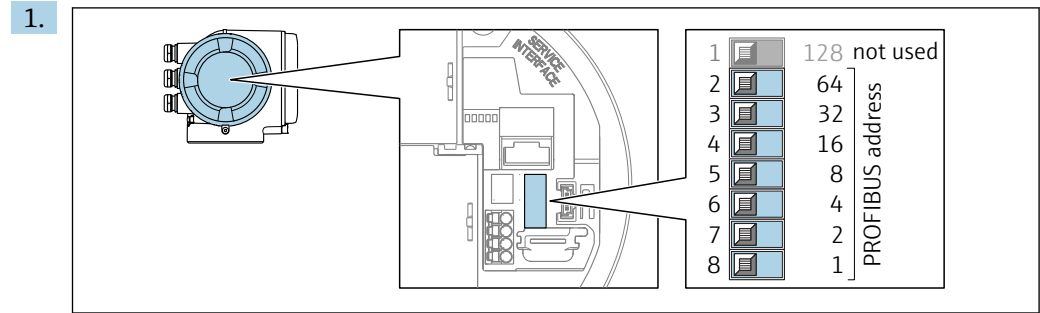 1.
SERVICE
INTERFACE
1 128 not used
2 64
3 32
4 16
5 8
6 4
7 2
8 1
PROFIBUS address